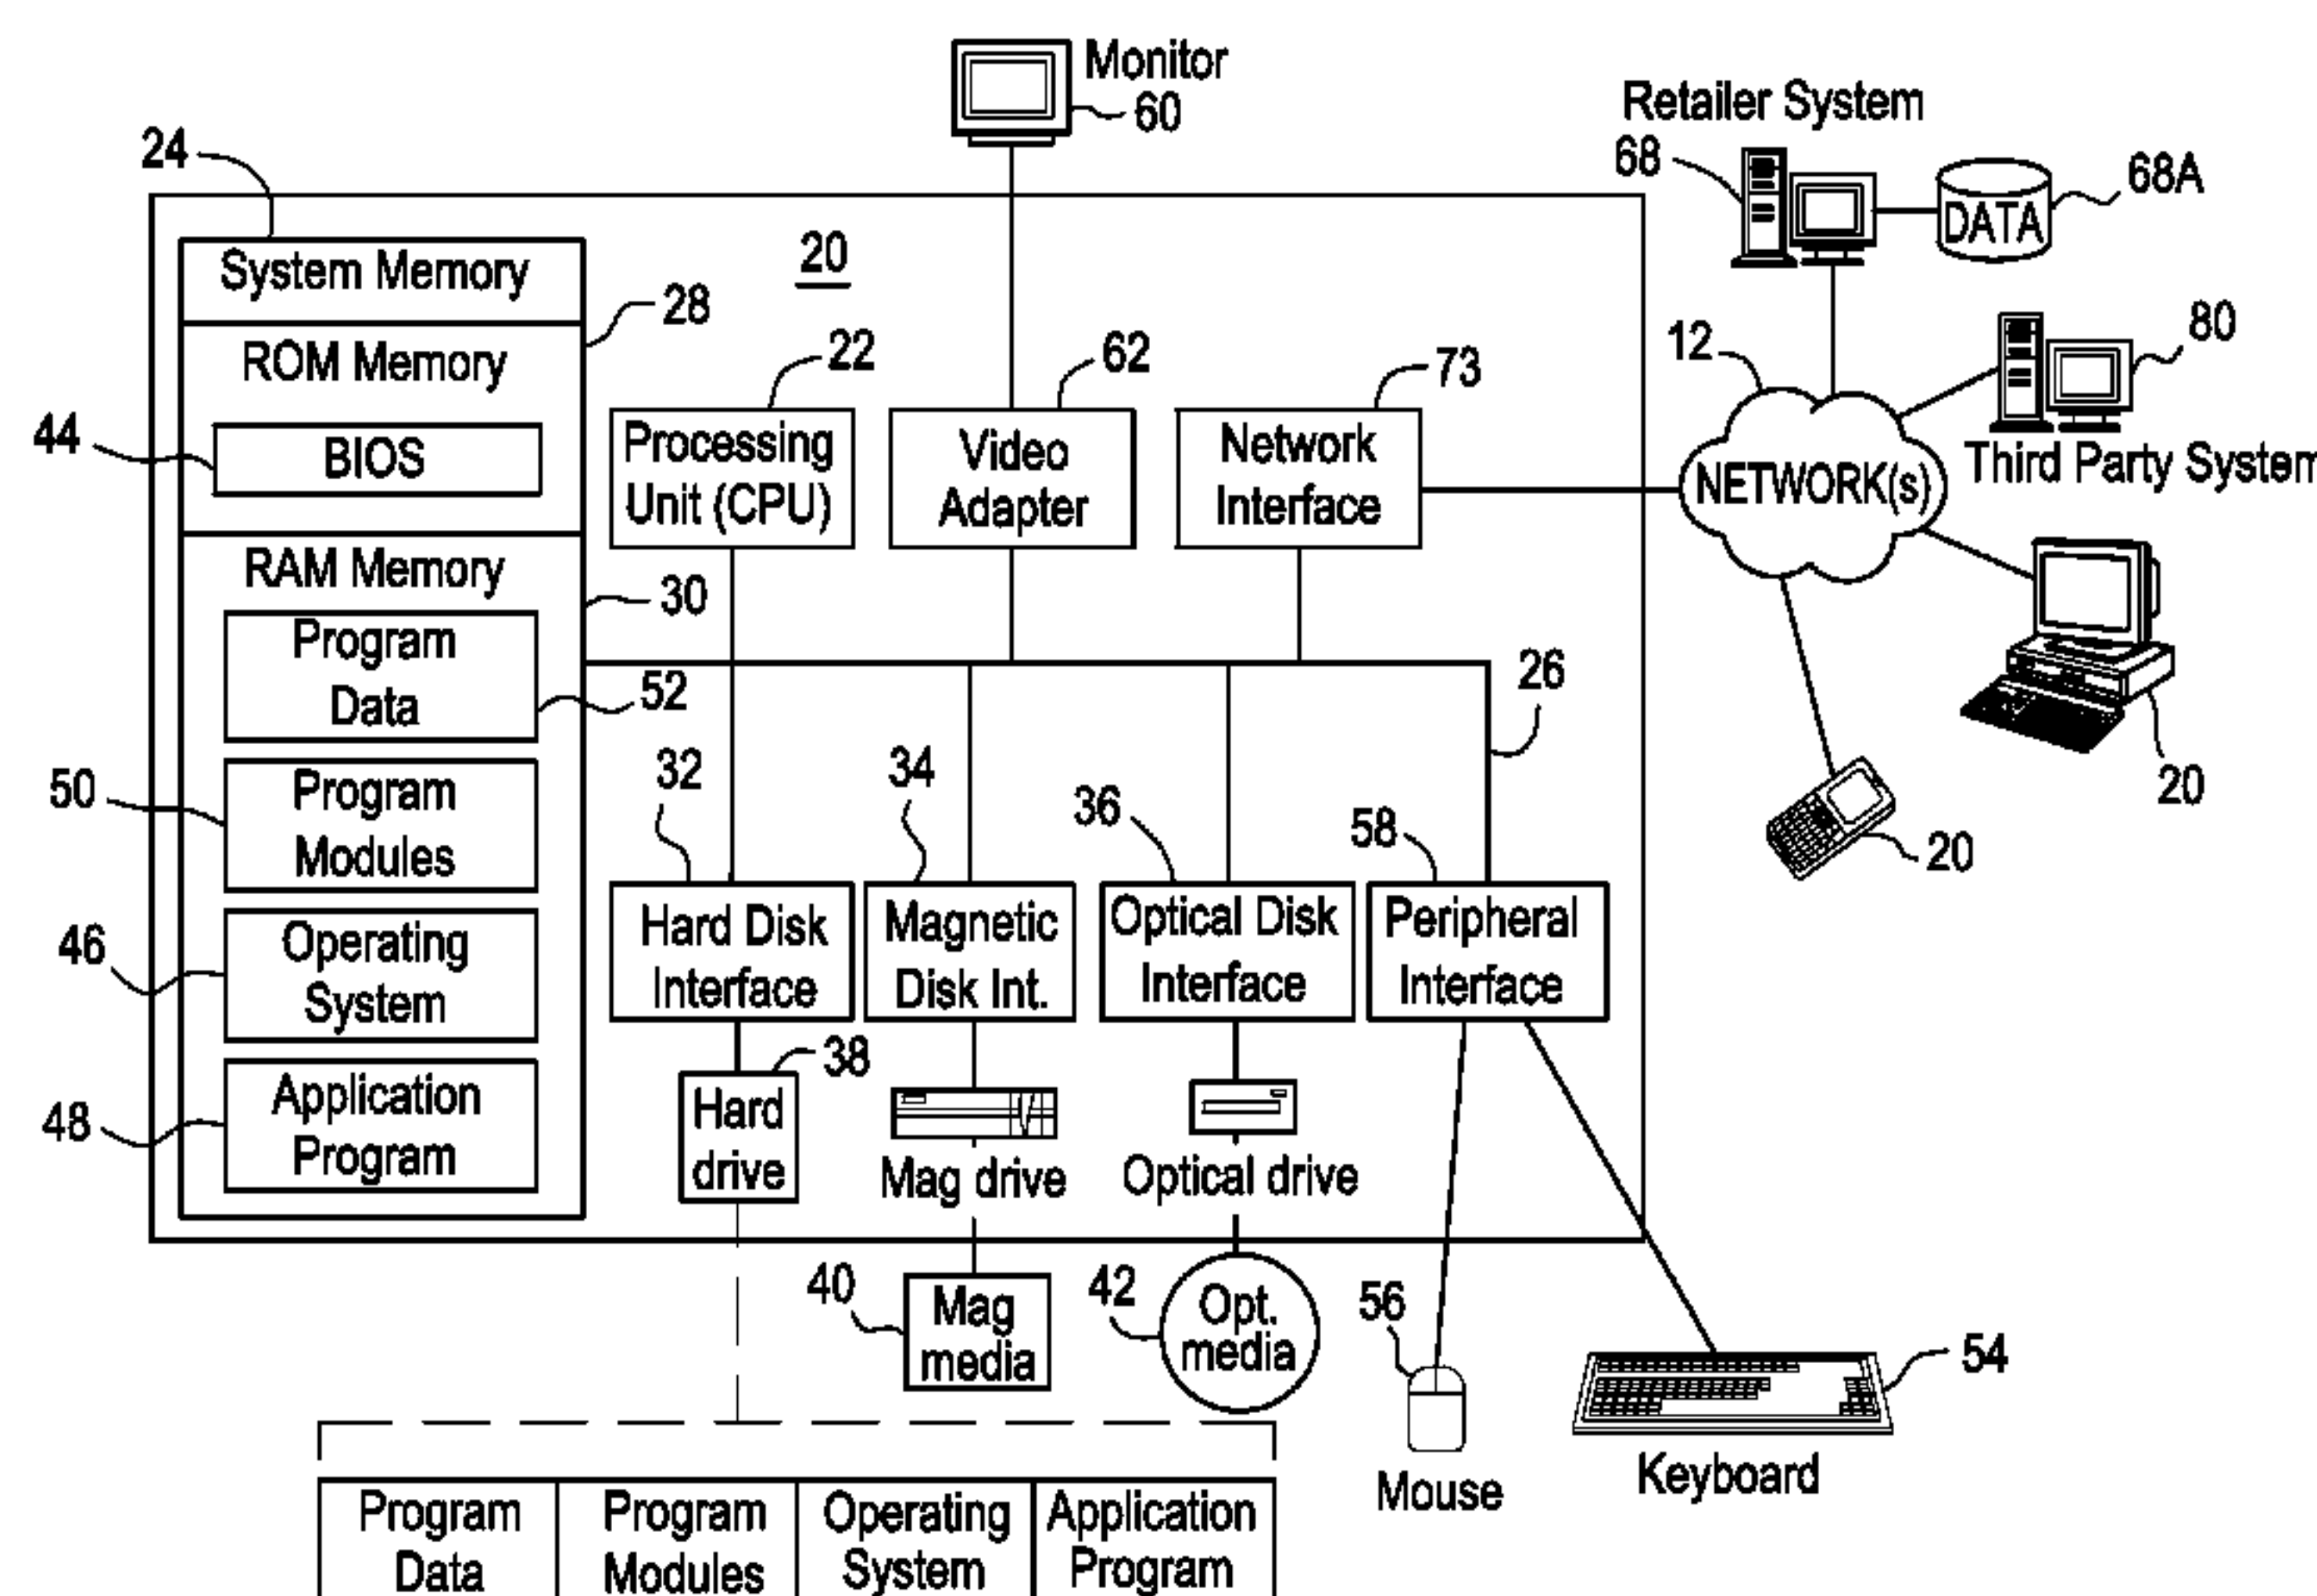 Monitor
60
Retailer System
68
68A
DATA
24
System Memory
20
28
ROM Memory
22
62
73
12
80
44
BIOS
Processing
Unit (CPU)
Video
Adapter
Network
Interface
NETWORK(s)
Third Party System
RAM Memory
30
Program
Data
52
26
50
Program
Modules
32
34
36
58
20
20
46
Operating
System
Hard Disk
Interface
Magnetic
Disk Int.
Optical Disk
Interface
Peripheral
Interface
48
Application
Program
38
Hard
drive
Mag drive
Optical drive
40
Mag
media
42
Opt.
media
56
Mouse
54
Keyboard
Program
Data
Program
Modules
Operating
System
Application
Program